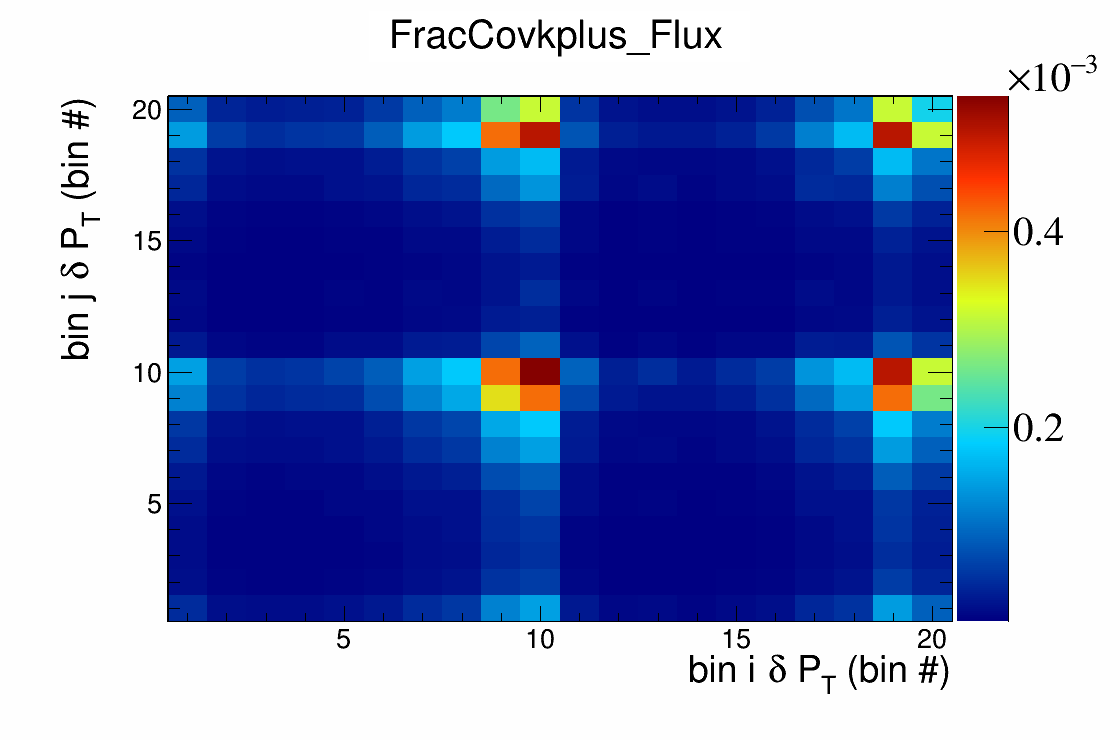 FracCovkplus_Flux
×10⁻³
bin j δ P_T (bin #)
20
15
10
5
0.4
0.2
5 10 15 20
bin i δ P_T (bin #)